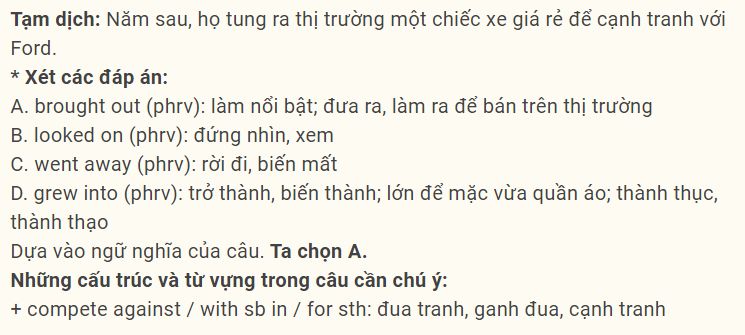 Tạm dịch: Năm sau, họ tung ra thị trường một chiếc xe giá rẻ để cạnh tranh với
Ford.
* Xét các đáp án:
A. brought out (phrv): làm nổi bật; đưa ra, làm ra để bán trên thị trường
B. looked on (phrv): đứng nhìn, xem
C. went away (phrv): rời đi, biến mất
D. grew into (phrv): trở thành, biến thành; lớn để mặc vừa quần áo; thành thục,
thành thạo
Dựa vào ngữ nghĩa của câu. Ta chọn A.
Những cấu trúc và từ vựng trong câu cần chú ý:
+ compete against / with sb in / for sth: đua tranh, ganh đua, cạnh tranh